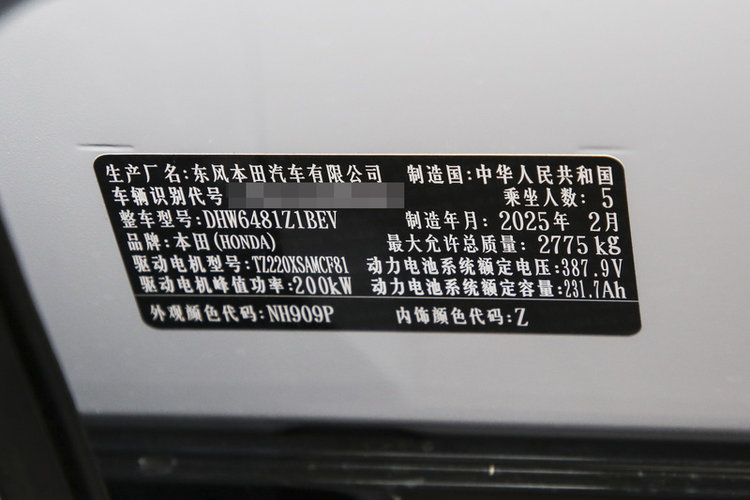 生产厂名:东风本田汽车有限公司 制造国:中华人民共和国
车辆识别代号 乘坐人数:5
整车型号:DHW6481Z1BEV 制造年月:2025年 2月
品牌:本田(HONDA) 最大允许总质量:2775kg
驱动电机型号:TZ220XSAMCF81 动力电池系统额定电压:387.9V
驱动电机峰值功率:200kW 动力电池系统额定容量:231.7Ah
外观颜色代码:NH909P 内饰颜色代码:Z